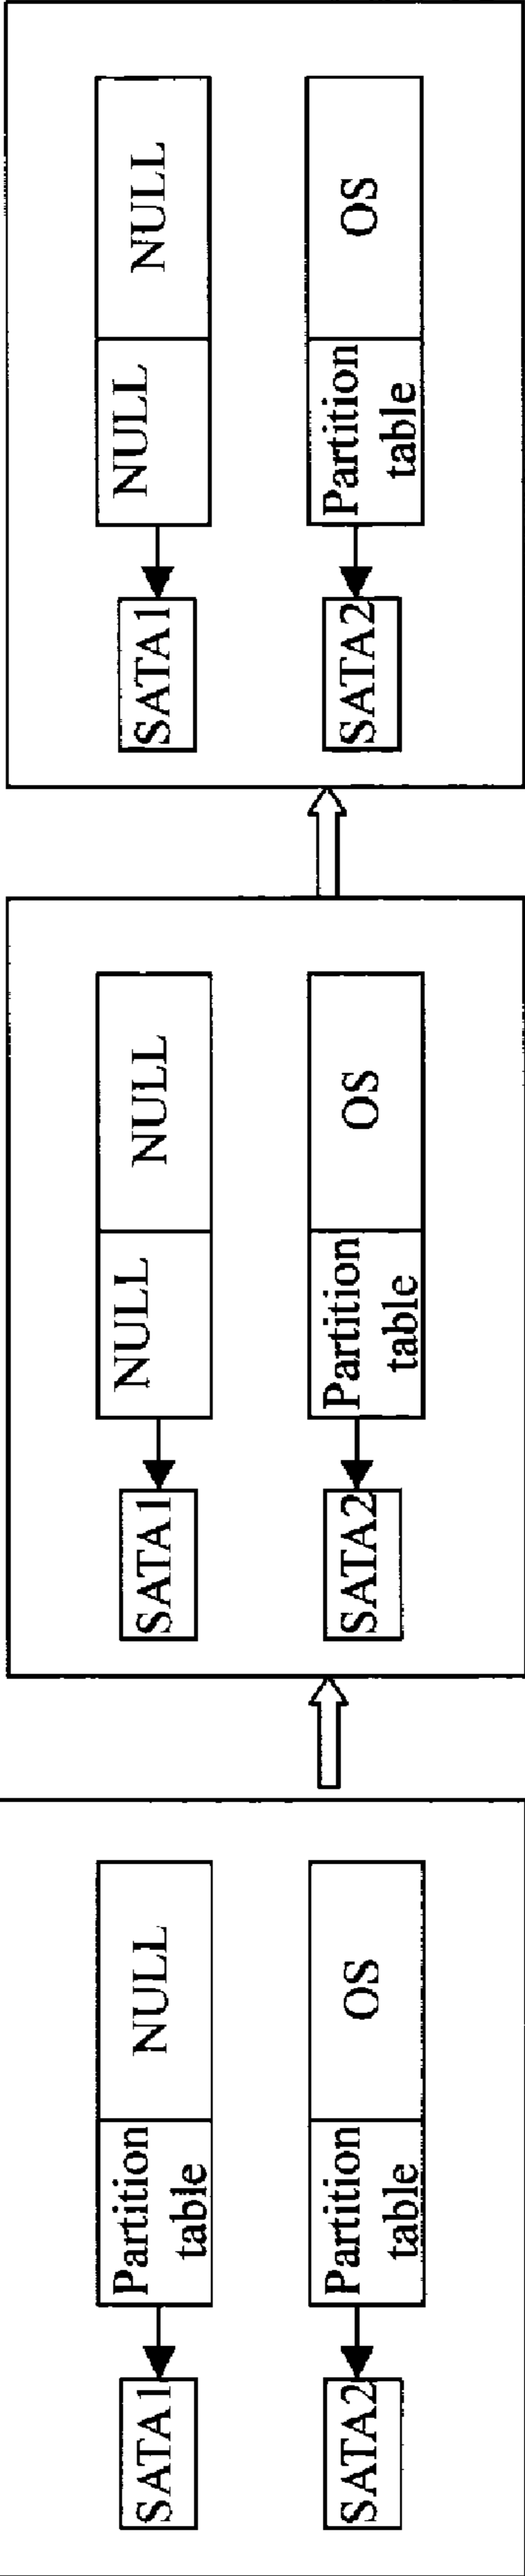 SATA1
Partition
table
NULL
SATA2
Partition
table
OS
SATA1
NULL
NULL
SATA2
Partition
table
OS
SATA1
NULL
NULL
SATA2
Partition
table
OS